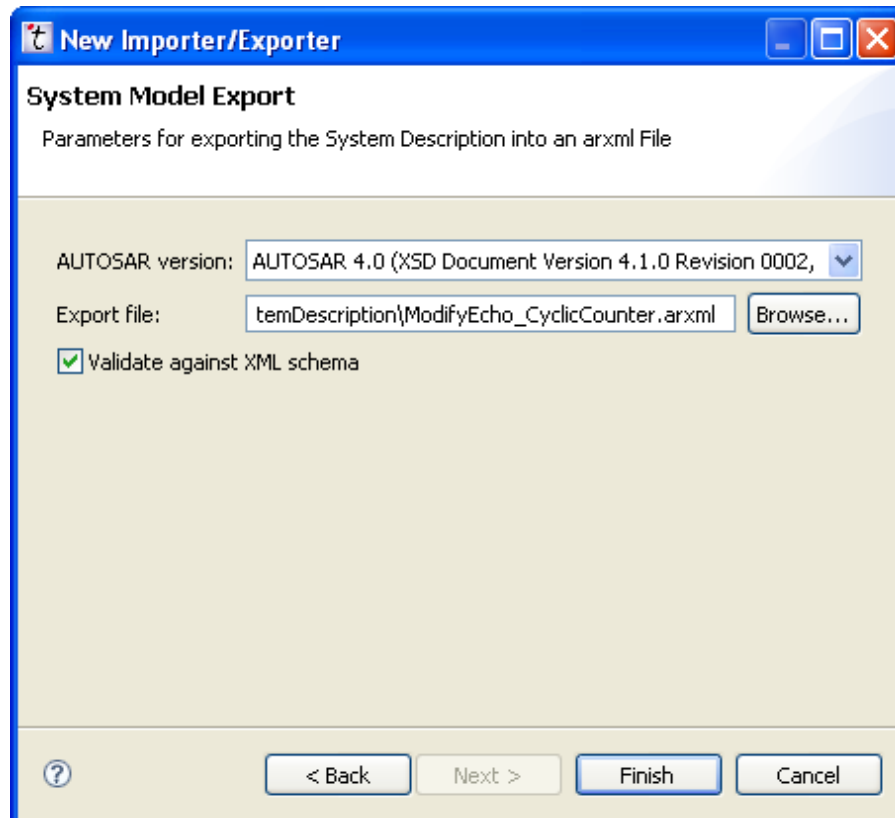 New Importer/Exporter
System Model Export
Parameters for exporting the System Description into an arxml File
AUTOSAR version: AUTOSAR 4.0 (XSD Document Version 4.1.0 Revision 0002,
Export file: temDescription\ModifyEcho_CyclicCounter.arxml Browse...
Validate against XML schema
< Back Next > Finish Cancel